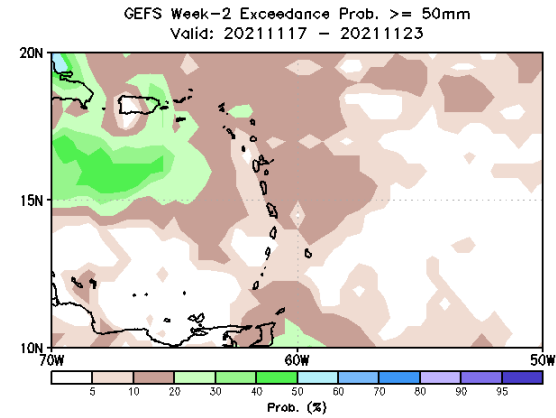 GEFS Week-2 Exceedance Prob. >= 50mm
Valid: 20211117 - 20211123
20N
15N
10N
70W 60W 50W
5 10 20 30 40 50 60 70 80 90 95
Prob. (%)